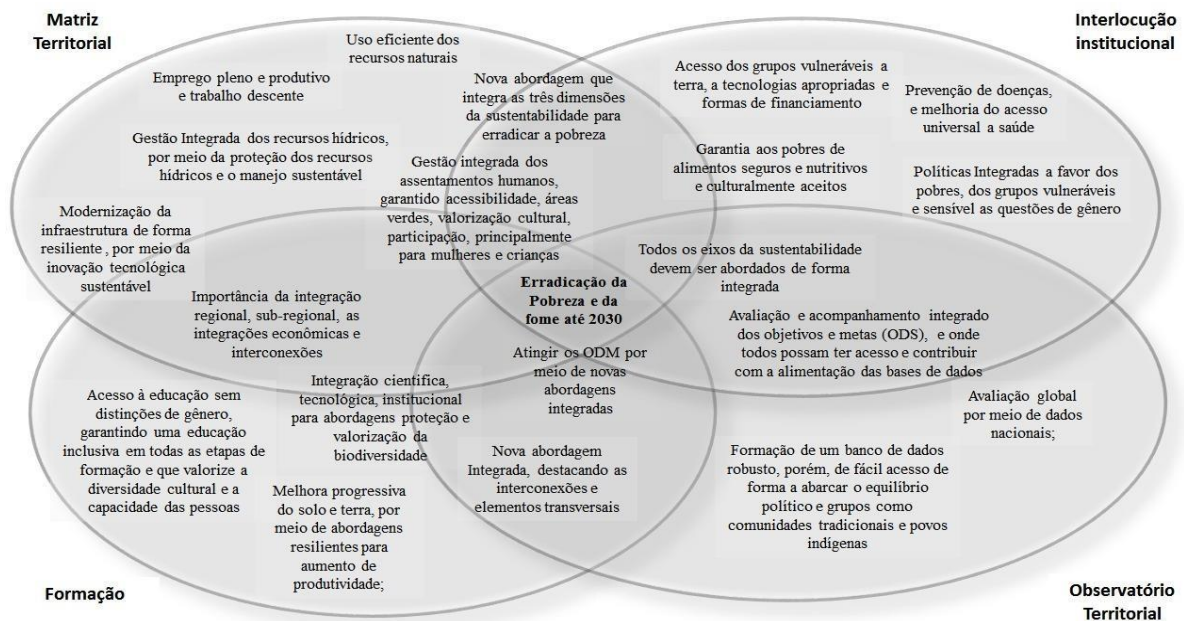 Matriz
Territorial
Interlocução
institucional
Uso eficiente dos
recursos naturais
Emprego pleno e produtivo
e trabalho descente
Nova abordagem que
integra as três dimensões
da sustentabilidade para
erradicar a pobreza
Acesso dos grupos vulneráveis a
terra, a tecnologias apropriadas e
formas de financiamento
Prevenção de doenças,
e melhoria do acesso
universal a saúde
Gestão Integrada dos recursos hídricos,
por meio da proteção dos recursos
hídricos e o manejo sustentável
Gestão integrada dos
assentamentos humanos,
garantido acessibilidade, áreas
verdes, valorização cultural,
participação, principalmente
para mulheres e crianças
Garantia aos pobres de
alimentos seguros e nutritivos
e culturalmente aceitos
Políticas Integradas a favor dos
pobres, dos grupos vulneráveis
e sensível as questões de gênero
Modernização da
infraestrutura de forma
resiliente , por meio da
inovação tecnológica
sustentável
Todos os eixos da sustentabilidade
devem ser abordados de forma
integrada
Erradicação da
Pobreza e da
fome até 2030
Importância da integração
regional, sub-regional, as
integrações econômicas e
interconexões
Avaliação e acompanhamento integrado
dos objetivos e metas (ODS), e onde
todos possam ter acesso e contribuir
com a alimentação das bases de dados
Atingir os ODM por
meio de novas
abordagens
integradas
Acesso à educação sem
distinções de gênero,
garantindo uma educação
inclusiva em todas as etapas de
formação e que valorize a
diversidade cultural e a
capacidade das pessoas
Integração científica,
tecnológica, institucional
para abordagens proteção e
valorização da
biodiversidade
Avaliação global
por meio de dados
nacionais;
Nova abordagem
Integrada, destacando as
interconexões e
elementos transversais
Formação de um banco de dados
robusto, porém, de fácil acesso de
forma a abarcar o equilíbrio
político e grupos como
comunidades tradicionais e povos
indígenas
Melhora progressiva
do solo e terra, por
meio de abordagens
resilientes para
aumento de
produtividade;
Formação
Observatório
Territorial